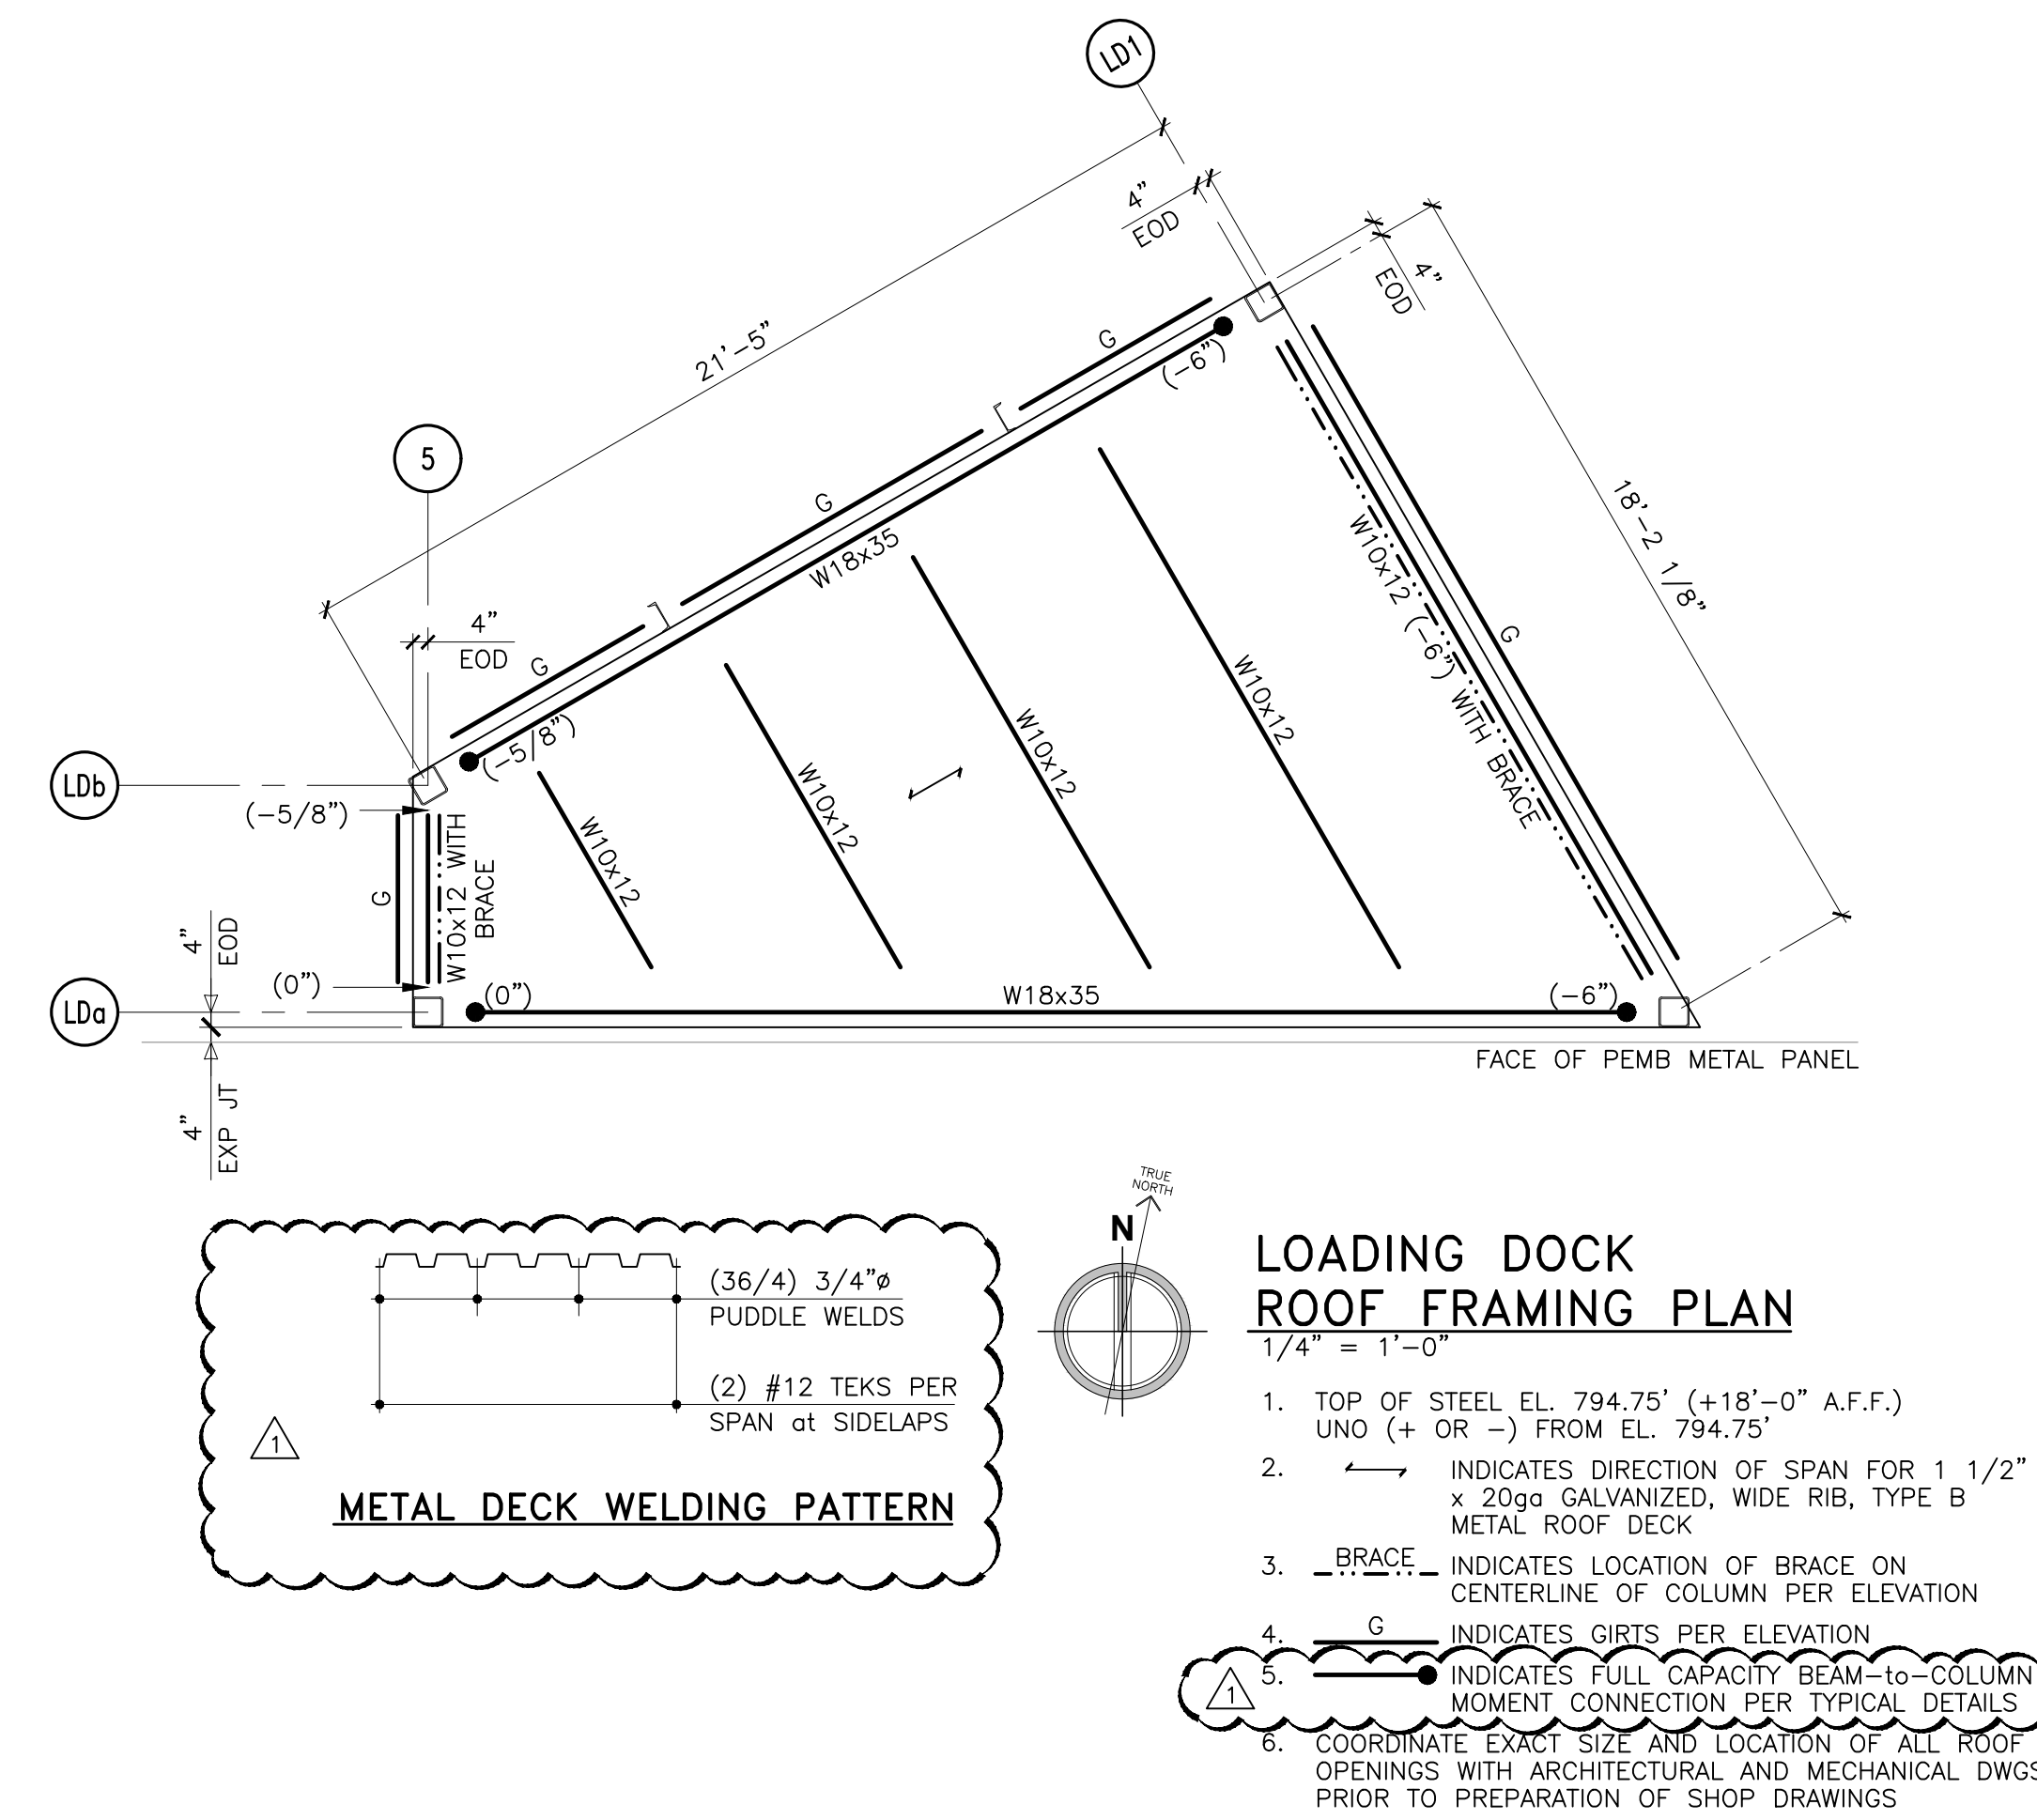 LD1
4"
EOD
4"
EOD
21'-5"
G
(-6")
5
18'-2 1/8"
G
W18x35
W10x12 (-6") WITH BRACE
G
4"
EOD
G
(-5/8")
W10x12
W10x12
W10x12
W10x12
LDb
(-5/8")
G
W10x12 WITH
BRACE
4"
EOD
(0")
(0")
W18x35
(-6")
LDa
FACE OF PEMB METAL PANEL
4"
EXP JT
TRUE
NORTH
N
(36/4) 3/4"ø
PUDDLE WELDS
(2) #12 TEKS PER
SPAN at SIDELAPS
1
METAL DECK WELDING PATTERN
LOADING DOCK
ROOF FRAMING PLAN
1/4" = 1'-0"
1. TOP OF STEEL EL. 794.75' (+18'-0" A.F.F.)
UNO (+ OR -) FROM EL. 794.75'
2. INDICATES DIRECTION OF SPAN FOR 1 1/2"
x 20ga GALVANIZED, WIDE RIB, TYPE B
METAL ROOF DECK
3. BRACE INDICATES LOCATION OF BRACE ON
CENTERLINE OF COLUMN PER ELEVATION
4. G INDICATES GIRTS PER ELEVATION
1
5. INDICATES FULL CAPACITY BEAM-to-COLUMN
MOMENT CONNECTION PER TYPICAL DETAILS
6. COORDINATE EXACT SIZE AND LOCATION OF ALL ROOF
OPENINGS WITH ARCHITECTURAL AND MECHANICAL DWGS
PRIOR TO PREPARATION OF SHOP DRAWINGS